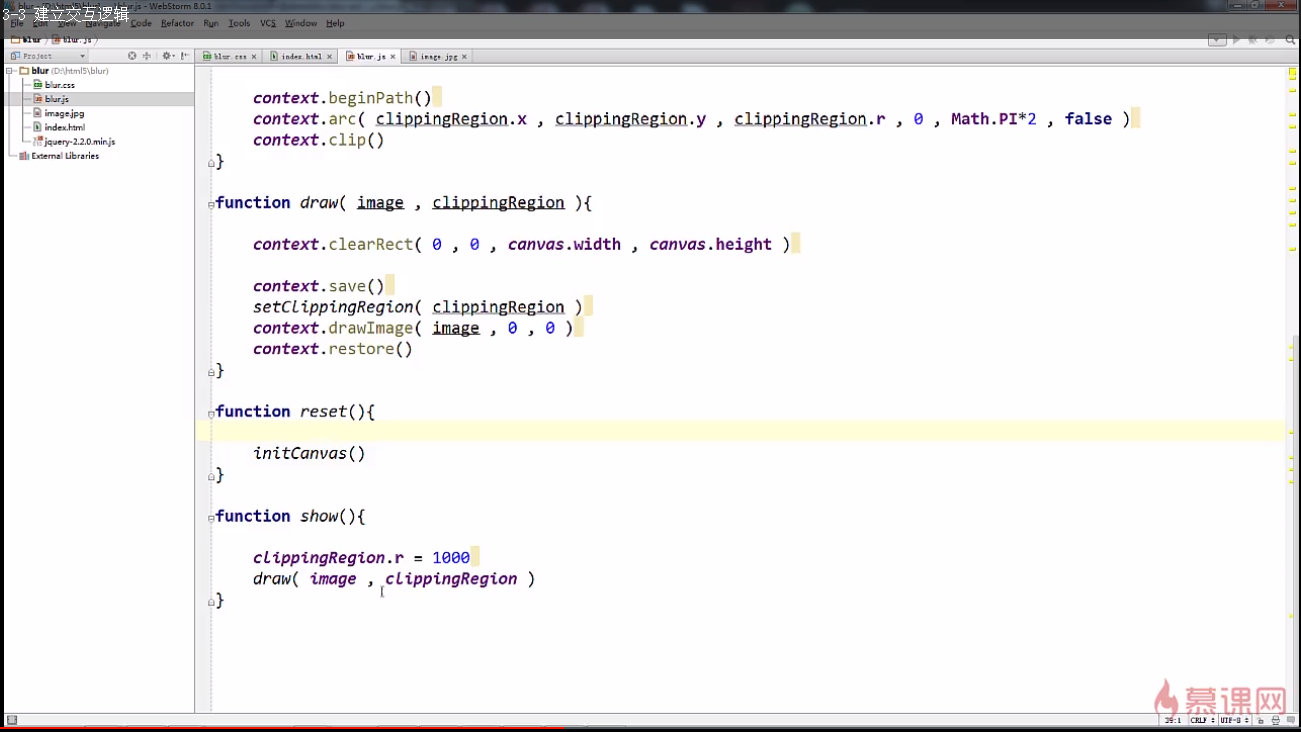 3-3 建立交互逻辑
blur.js - WebStorm 8.0.1
File Edit View Navigate Code Refactor Run Tools VCS Window Help
blur blur.js
Project
blur.css index.html blur.js image.jpg
blur (D:\html5\blur)
blur.css
blur.js
image.jpg
index.html
jquery-2.2.0.min.js
External Libraries
context.beginPath()
context.arc( clippingRegion.x , clippingRegion.y , clippingRegion.r , 0 , Math.PI*2 , false )
context.clip()
}
function draw( image , clippingRegion ){
context.clearRect( 0 , 0 , canvas.width , canvas.height )
context.save()
setClippingRegion( clippingRegion )
context.drawImage( image , 0 , 0 )
context.restore()
}
function reset(){
initCanvas()
}
function show(){
clippingRegion.r = 1000
draw( image , clippingRegion )
}
慕课网
39:1 CRLF UTF-8